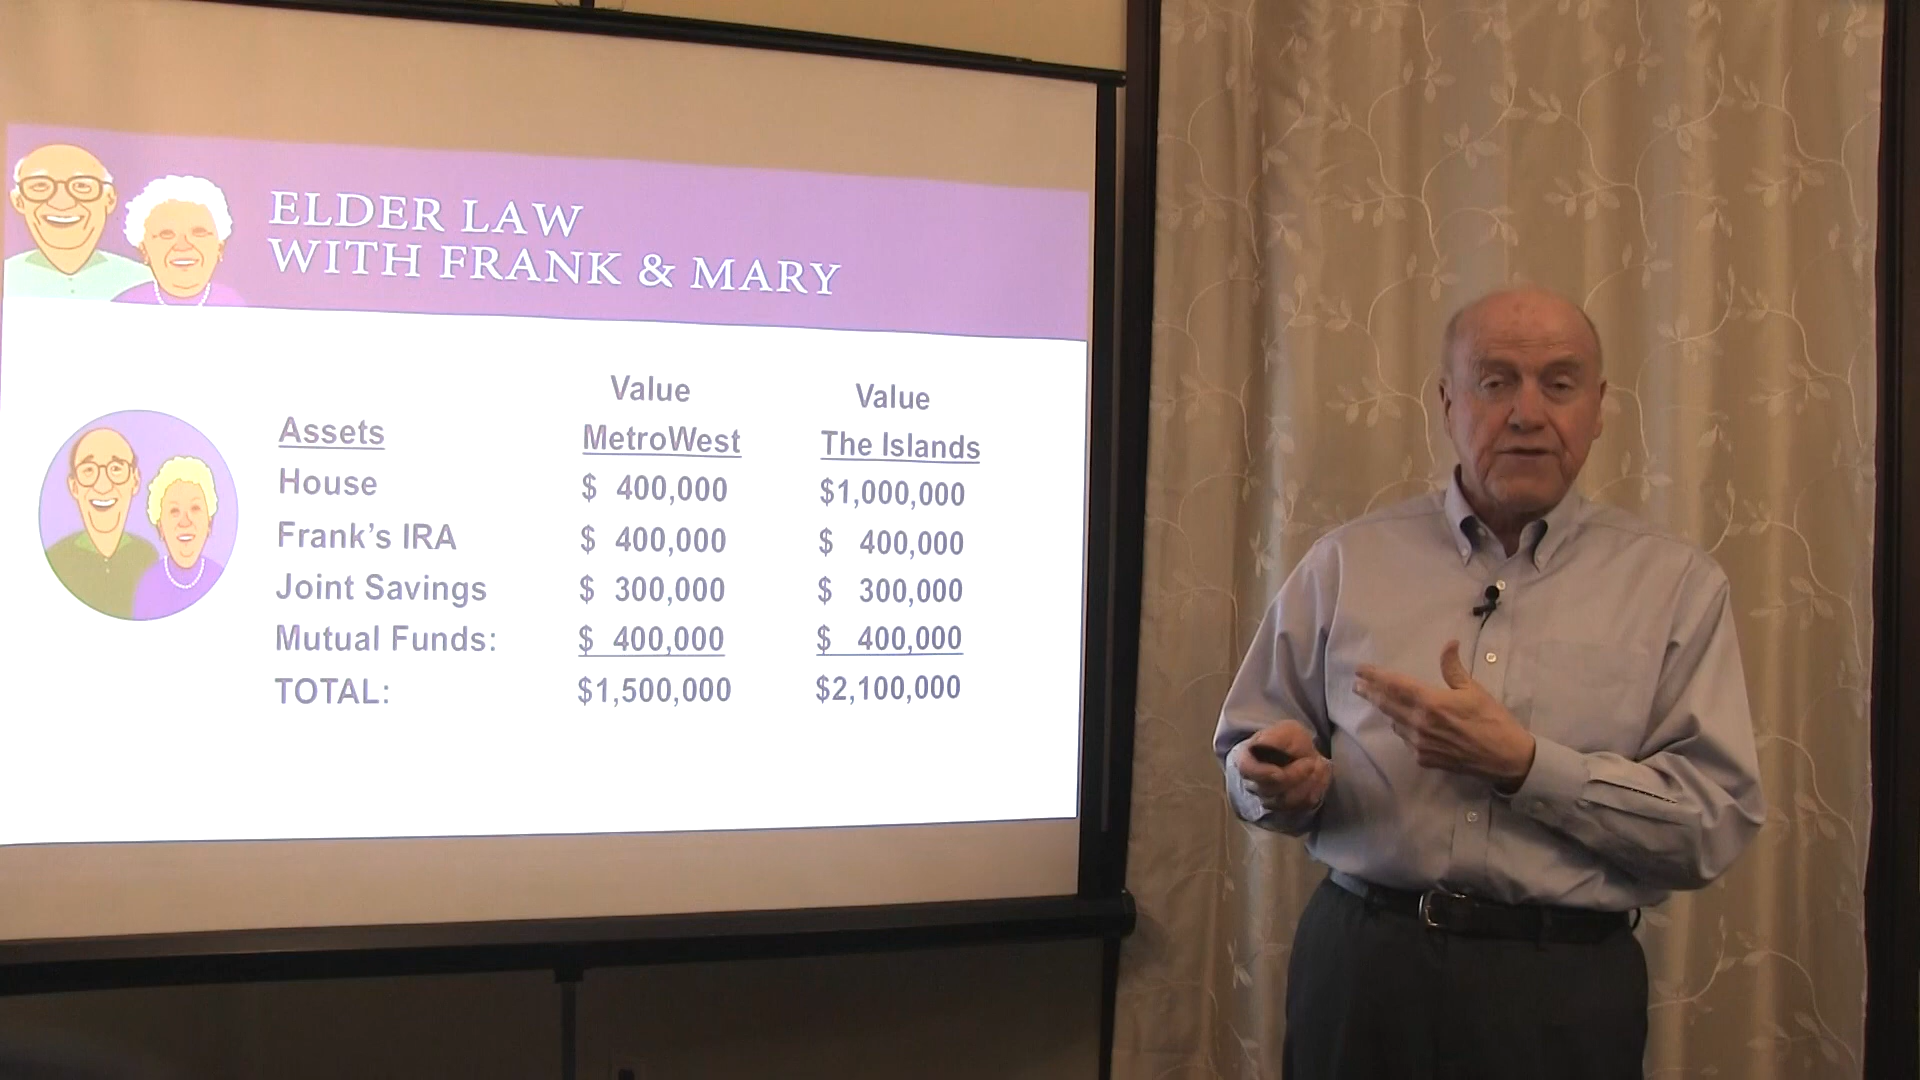 ELDER LAW
WITH FRANK & MARY
Value Value
Assets MetroWest The Islands
House $ 400,000 $1,000,000
Frank's IRA $ 400,000 $ 400,000
Joint Savings $ 300,000 $ 300,000
Mutual Funds: $ 400,000 $ 400,000
TOTAL: $1,500,000 $2,100,000